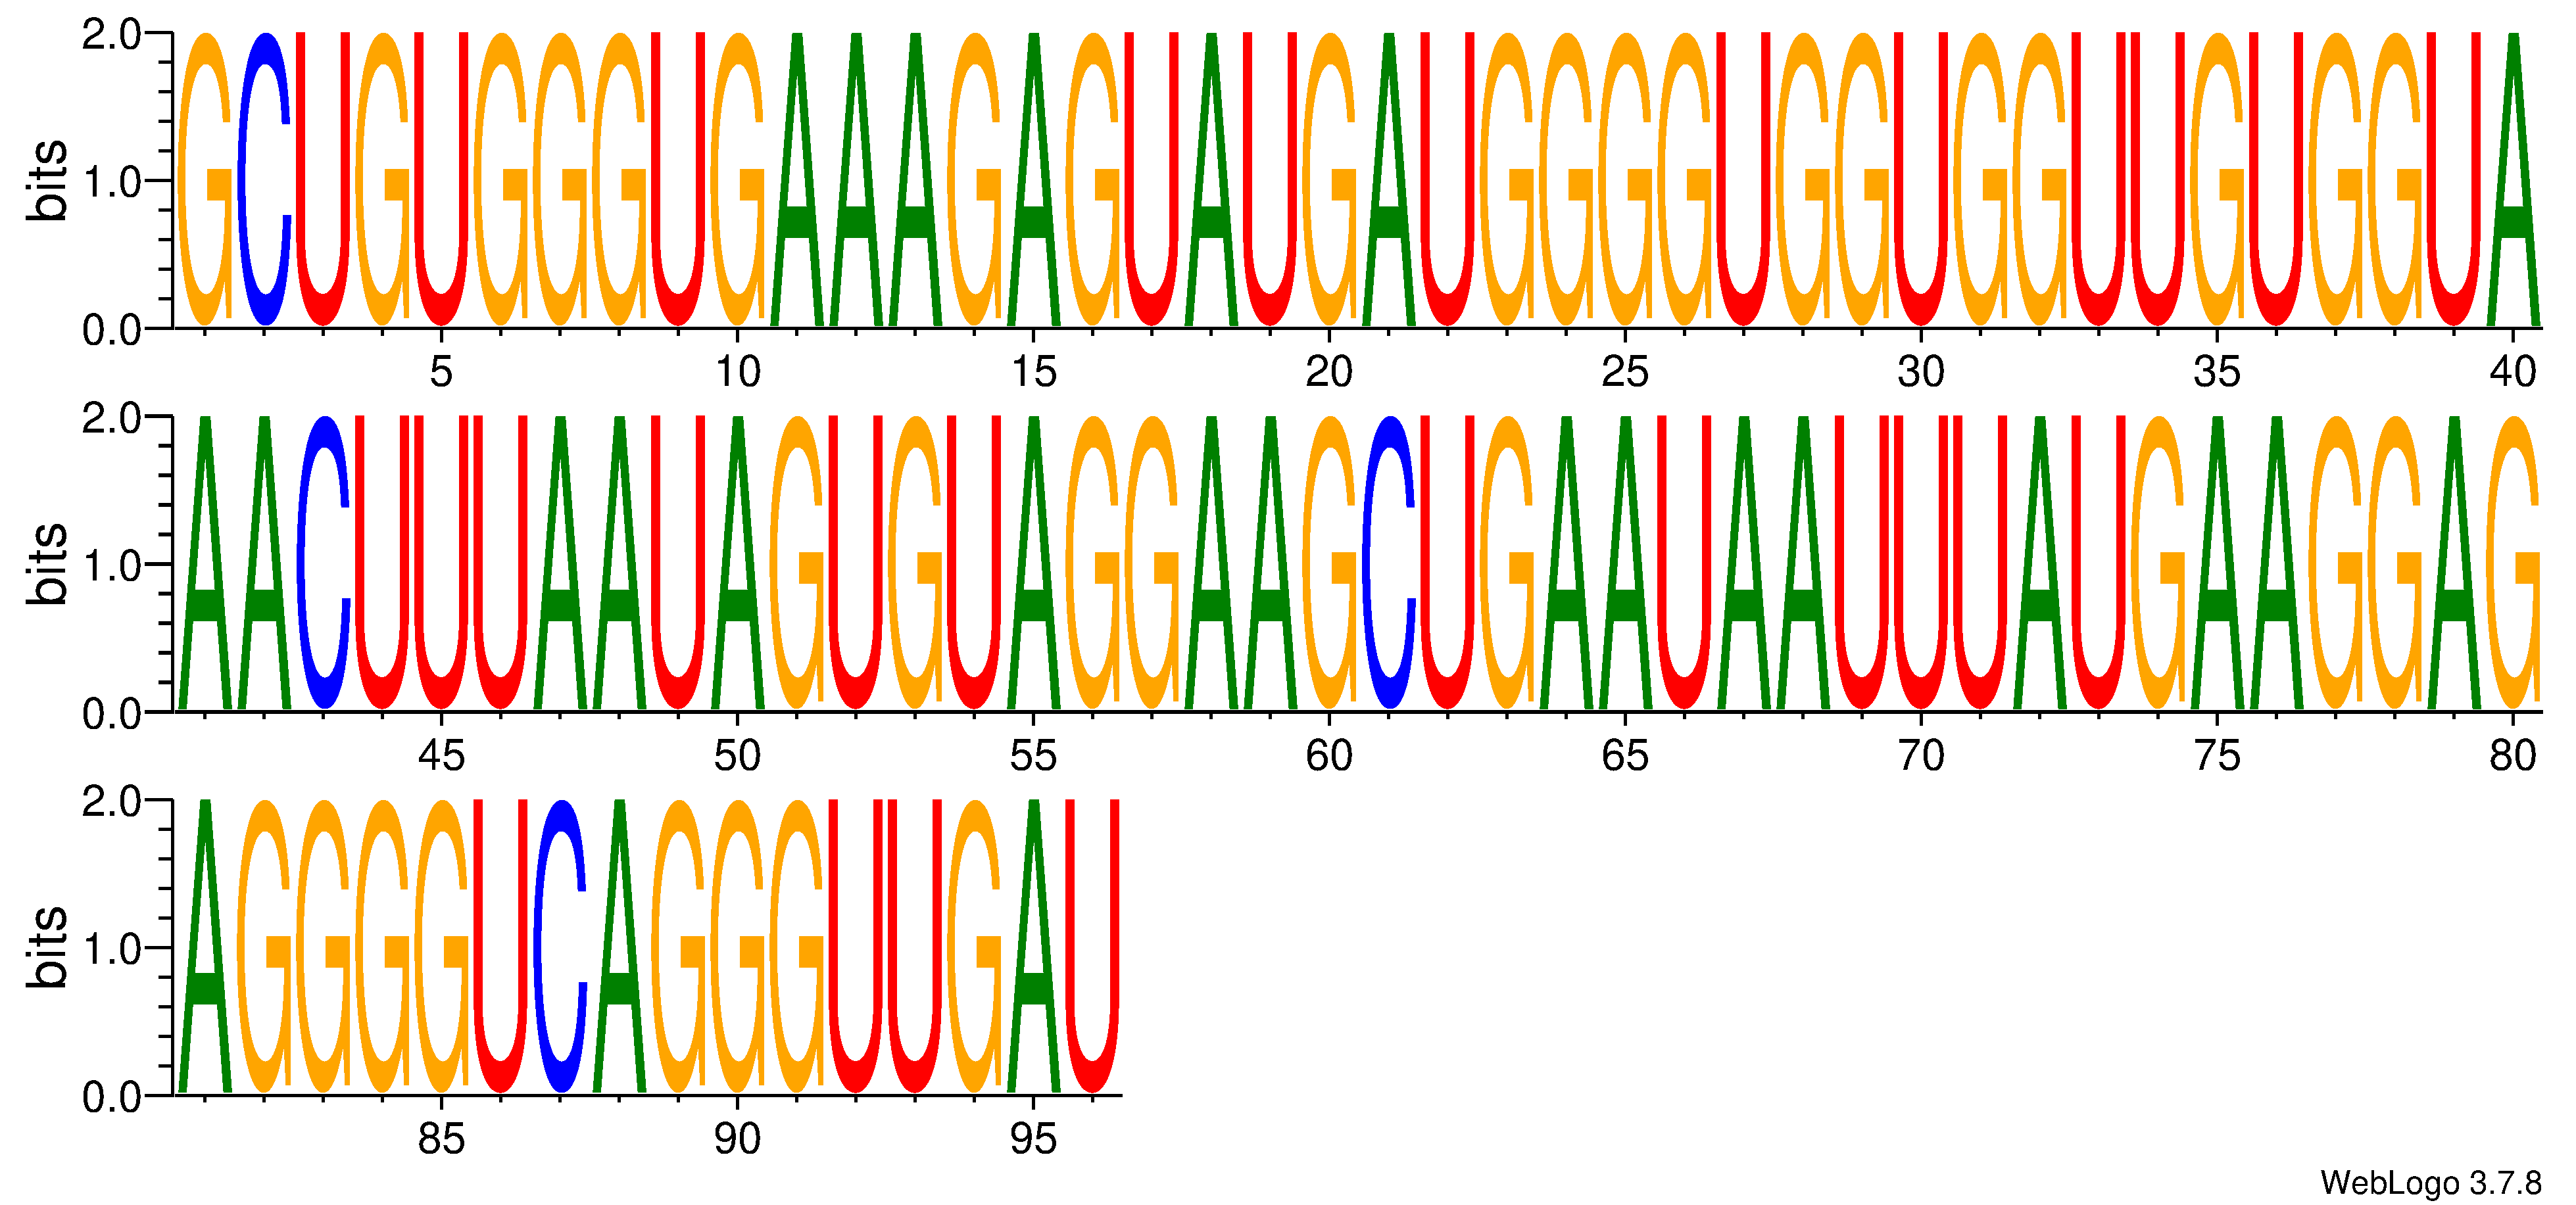 2.0
GCUGUGGGUGAAAGAGUAUGAUGGGGUGGUGGUUGUGGUA
bits
1.0
0.0
5 10 15 20 25 30 35 40
2.0
AACUUUAAUAGUGUAGGAAGCUGAAUAAUUUAUGAAGGAG
bits
1.0
0.0
45 50 55 60 65 70 75 80
2.0
AGGGGUCAGGGUUGAU
bits
1.0
0.0
85 90 95
WebLogo 3.7.8